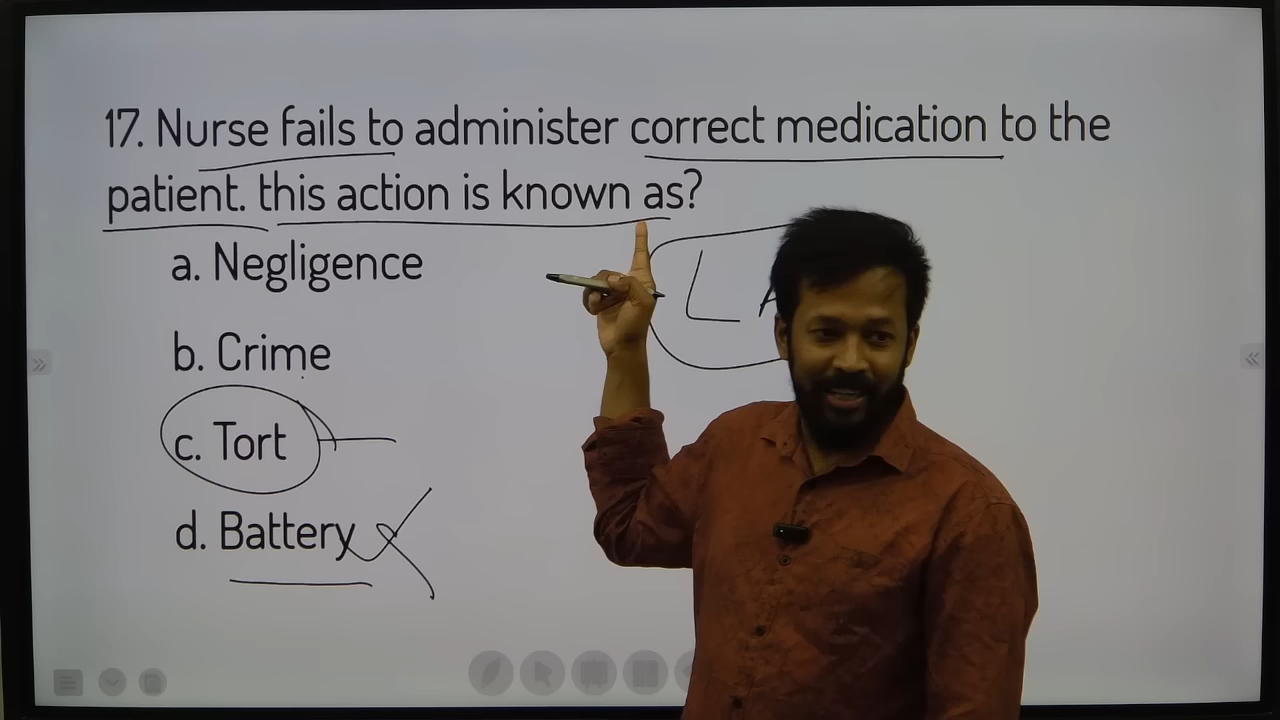 17. Nurse fails to administer correct medication to the
patient. this action is known as?
a. Negligence
L
b. Crime
c. Tort
d. Battery